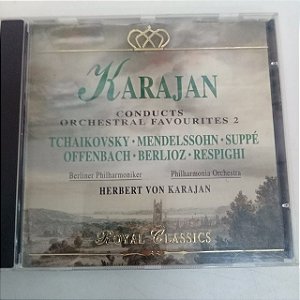 KARAJAN
CONDUCTS
ORCHESTRAL FAVOURITES 2
TCHAIKOVSKY · MENDELSSOHN · SUPPÉ
OFFENBACH · BERLIOZ · RESPIGHI
Berliner Philharmoniker Philharmonia Orchestra
HERBERT VON KARAJAN
ROYAL CLASSICS